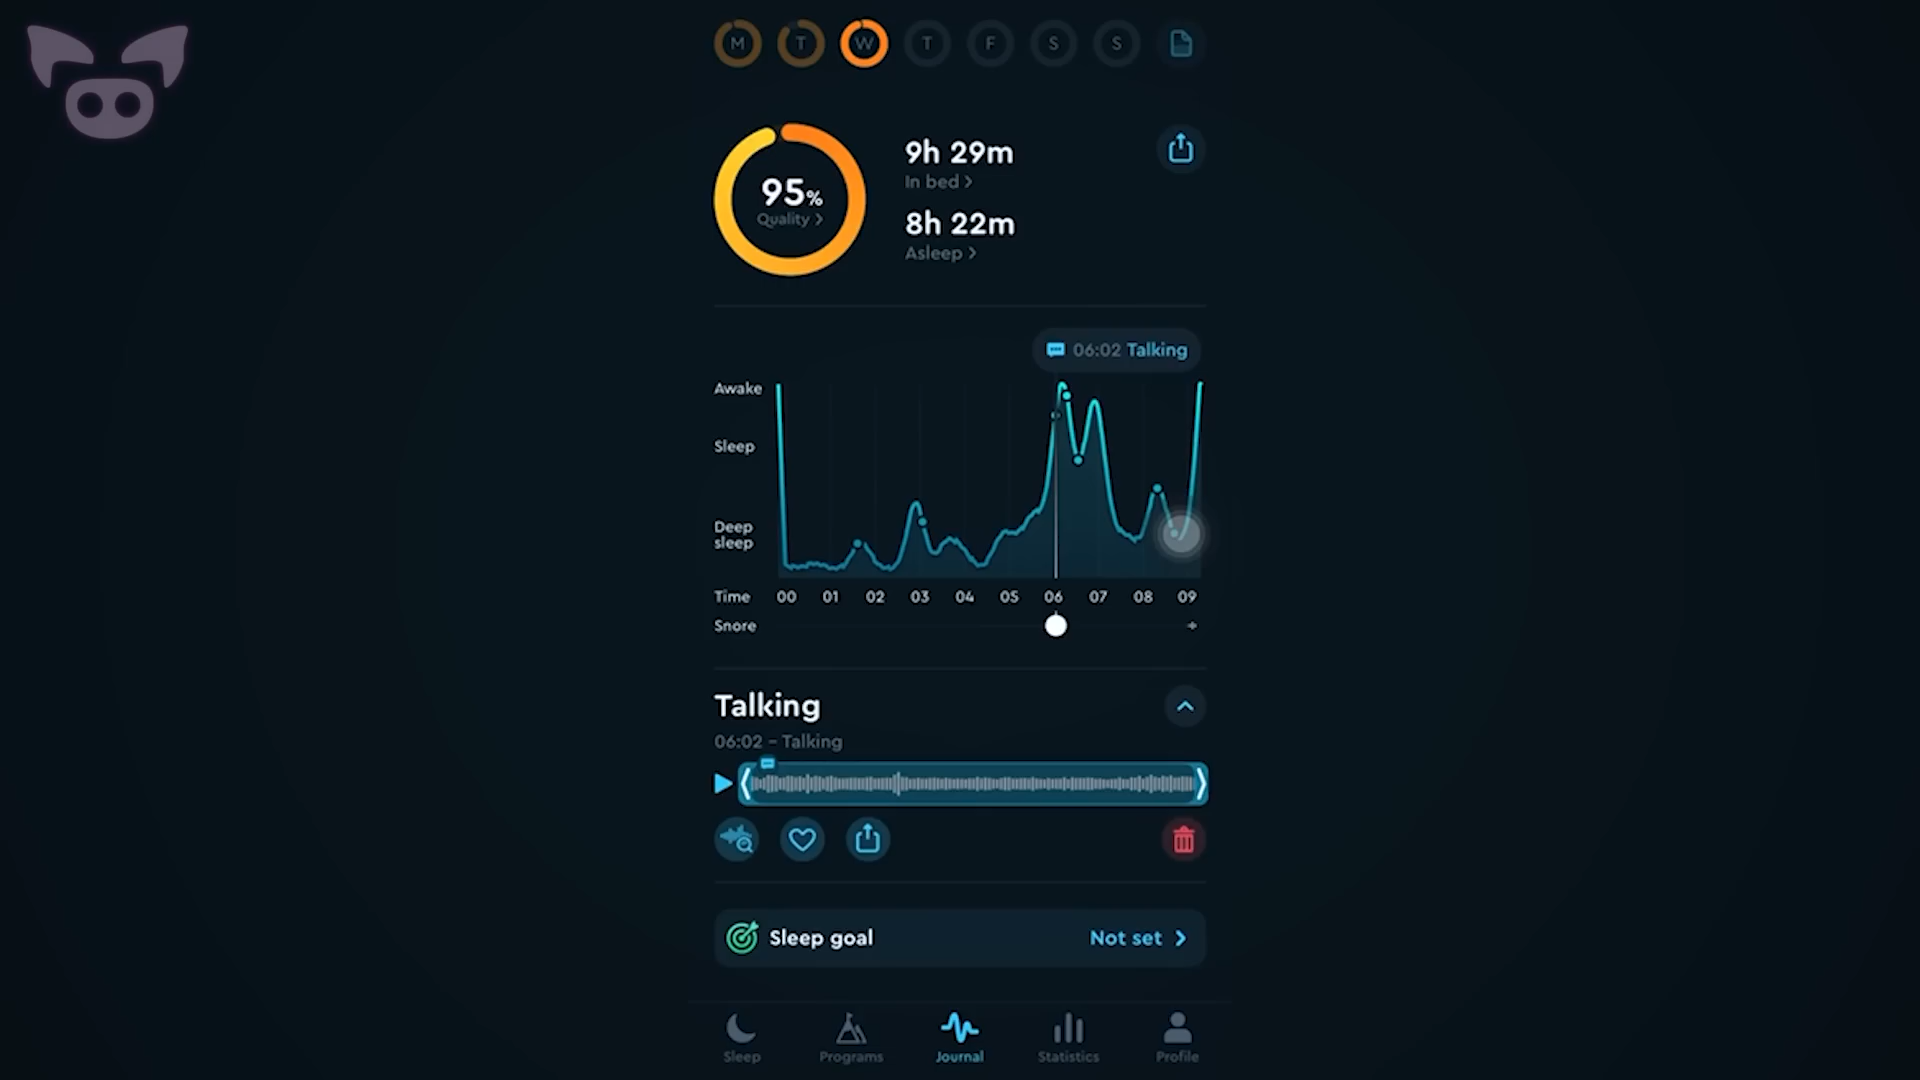 M T W T F S S
95%
Quality
9h 29m
In bed
8h 22m
Asleep
06:02 Talking
Awake
Sleep
Deep
sleep
Time 00 01 02 03 04 05 06 07 08 09
Snore
Talking
06:02 – Talking
Sleep goal Not set
Sleep Programs Journal Statistics Profile